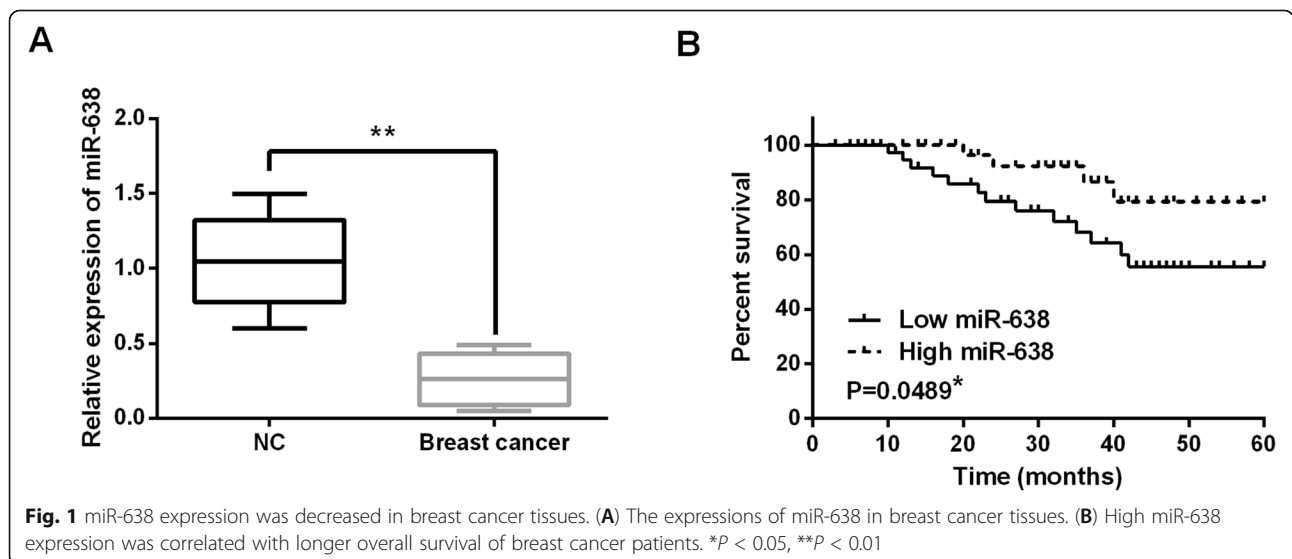 A
Relative expression of miR-638
2.0
1.5
1.0
0.5
0.0
**
NC
Breast cancer
B
Percent survival
100
80
60
40
20
0
Low miR-638
High miR-638
P=0.0489*
0
10
20
30
40
50
60
Time (months)
Fig. 1 miR-638 expression was decreased in breast cancer tissues. (A) The expressions of miR-638 in breast cancer tissues. (B) High miR-638
expression was correlated with longer overall survival of breast cancer patients. *P < 0.05, **P < 0.01